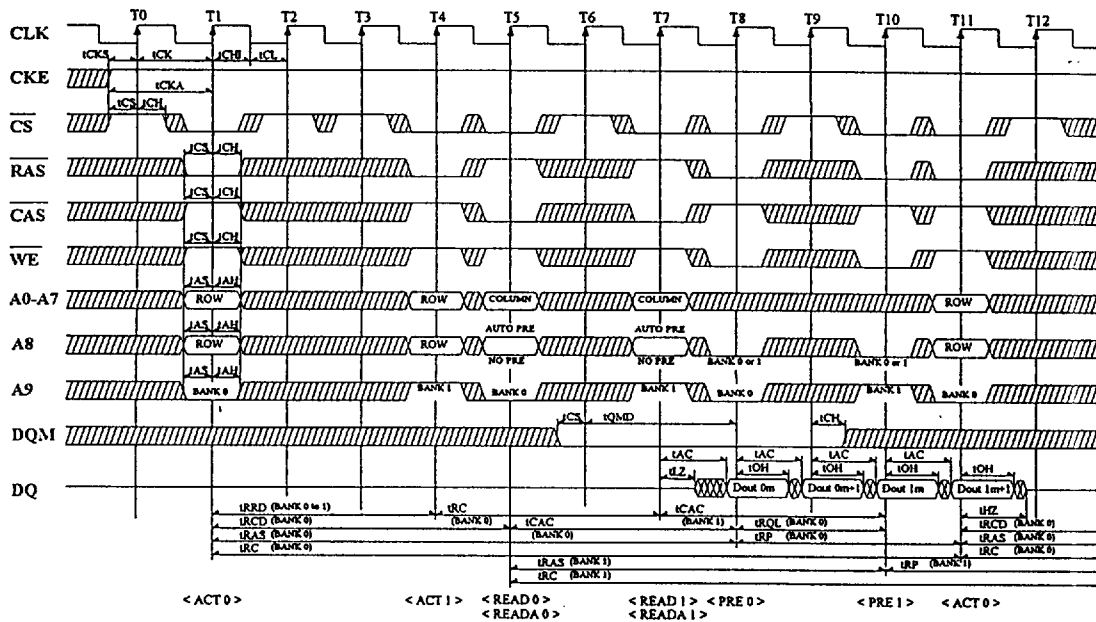 T0 T1 T2 T3 T4 T5 T6 T7 T8 T9 T10 T11 T12
CLK
tCKS tCK tCHI tCL
CKE
tCKA
tCS tCH
CS
tCS tCH
RAS
tCS tCH
CAS
tCS tCH
WE
tAS tAH
A0-A7 ROW ROW COLUMN COLUMN ROW
tAS tAH AUTO PRE AUTO PRE
A8 ROW ROW ROW
NO PRE NO PRE BANK 0 or 1 BANK 0 or 1
tAS tAH
A9 BANK 0 BANK 1 BANK 0 BANK 1 BANK 0 BANK 1 BANK 0
tCS tQMD tCH
DQM
tAC tAC tAC tAC
tLZ tOH tOH tOH tOH
DQ Dout 0m Dout 0m+1 Dout 1m Dout 1m+1
tRRD (BANK 0 to 1) tRC tCAC tHZ
tRCD (BANK 0) (BANK 0) tCAC (BANK 1) tRQL (BANK 0) tRCD (BANK 0)
tRAS (BANK 0) (BANK 0) tRP (BANK 0) tRAS (BANK 0)
tRC (BANK 0) tRC (BANK 0)
tRAS (BANK 1) tRP (BANK 1)
tRC (BANK 1)
< ACT 0 > < ACT 1 > < READ 0 > < READ 1 > < PRE 0 > < PRE 1 > < ACT 0 >
< READA 0 > < READA 1 >